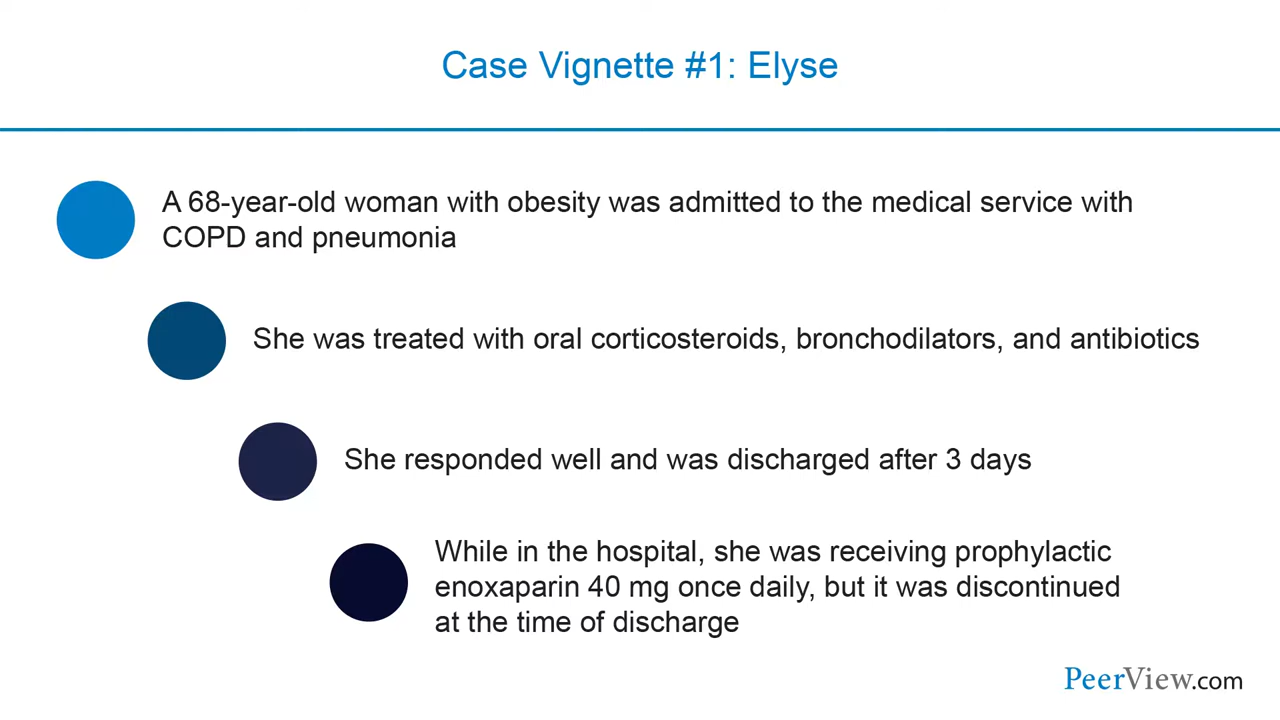 Case Vignette #1: Elyse
A 68-year-old woman with obesity was admitted to the medical service with
COPD and pneumonia
She was treated with oral corticosteroids, bronchodilators, and antibiotics
She responded well and was discharged after 3 days
While in the hospital, she was receiving prophylactic
enoxaparin 40 mg once daily, but it was discontinued
at the time of discharge
PeerView.com